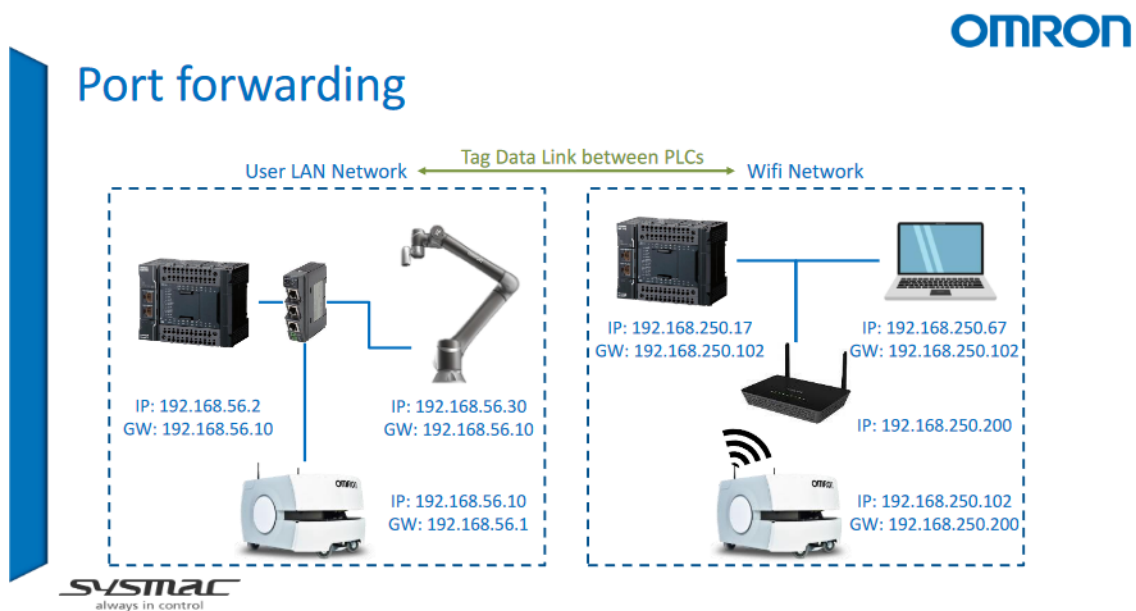 OMRON
Port forwarding
Tag Data Link between PLCs
User LAN Network
Wifi Network
IP: 192.168.56.2
GW: 192.168.56.10
IP: 192.168.56.30
GW: 192.168.56.10
OMRON
IP: 192.168.56.10
GW: 192.168.56.1
IP: 192.168.250.17
GW: 192.168.250.102
IP: 192.168.250.67
GW: 192.168.250.102
IP: 192.168.250.200
OMRON
IP: 192.168.250.102
GW: 192.168.250.200
sysmac
always in control